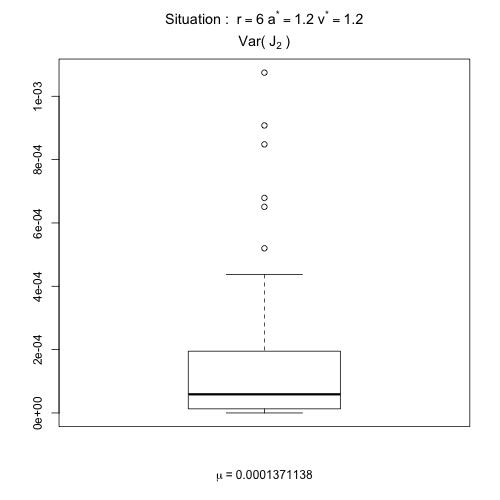 Situation : r = 6 a* = 1.2 v* = 1.2
Var( J₂ )
1e-03
8e-04
6e-04
4e-04
2e-04
0e+00
μ = 0.0001371138